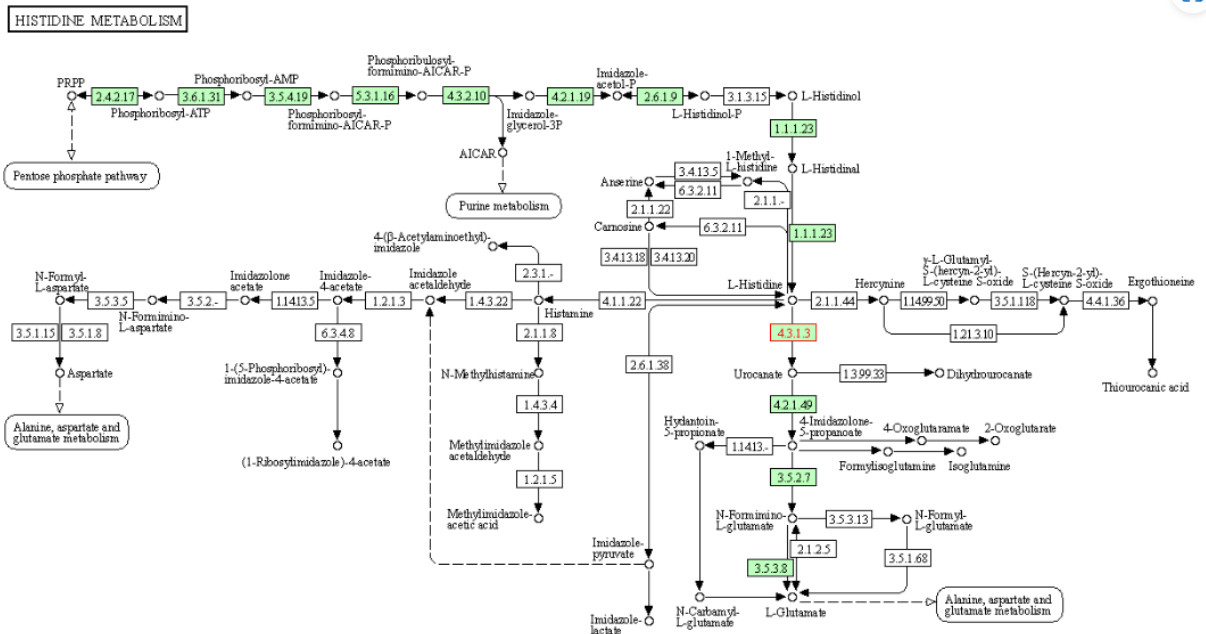 HISTIDINE METABOLISM
PRPP
2.4.2.17
Phosphoribosyl-ATP
3.6.1.31
Phosphoribosyl-AMP
3.5.4.19
Phosphoribosyl-
formimino-AICAR-P
5.3.1.16
Phosphoribulosyl-
formimino-AICAR-P
4.3.2.10
Imidazole-
glycerol-3P
4.2.1.19
Imidazole-
acetol-P
2.6.1.9
L-Histidinol-P
3.1.3.15
L-Histidinol
Pentose phosphate pathway
AICAR
Purine metabolism
1.1.1.23
L-Histidinal
1.1.1.23
Anserine
3.4.13.5
6.3.2.11
1-Methyl-
L-histidine
2.1.1.-
2.1.1.22
Carnosine
6.3.2.11
3.4.13.18
3.4.13.20
4-(β-Acetylaminoethyl)-
imidazole
2.3.1.-
N-Formyl-
L-aspartate
3.5.3.5
N-Formimino-
L-aspartate
3.5.2.-
Imidazolone
acetate
1.14.13.5
Imidazole-
4-acetate
1.2.1.3
Imidazole
acetaldehyde
1.4.3.22
Histamine
4.1.1.22
L-Histidine
2.1.1.44
Hercynine
1.14.99.50
γ-L-Glutamyl-
S-(hercyn-2-yl)-
L-cysteine S-oxide
3.5.1.118
S-(Hercyn-2-yl)-
L-cysteine S-oxide
4.4.1.36
Ergothioneine
1.21.3.10
Thiourocanic acid
3.5.1.15
3.5.1.8
Aspartate
Alanine, aspartate and
glutamate metabolism
6.3.4.8
1-(5-Phosphoribosyl)-
imidazole-4-acetate
(1-Ribosylimidazole)-4-acetate
2.1.1.8
N-Methylhistamine
1.4.3.4
Methylimidazole
acetaldehyde
1.2.1.5
Methylimidazole-
acetic acid
2.6.1.38
Imidazole-
pyruvate
Imidazole-
lactate
4.3.1.3
Urocanate
1.3.99.33
Dihydrourocanate
4.2.1.49
4-Imidazolone-
5-propanoate
4-Oxoglutaramate
2-Oxoglutarate
Formylisoglutamine
Isoglutamine
Hydantoin-
5-propionate
1.14.13.-
3.5.2.7
N-Formimino-
L-glutamate
3.5.3.13
N-Formyl-
L-glutamate
2.1.2.5
3.5.1.68
3.5.3.8
N-Carbamyl-
L-glutamate
L-Glutamate
Alanine, aspartate and
glutamate metabolism